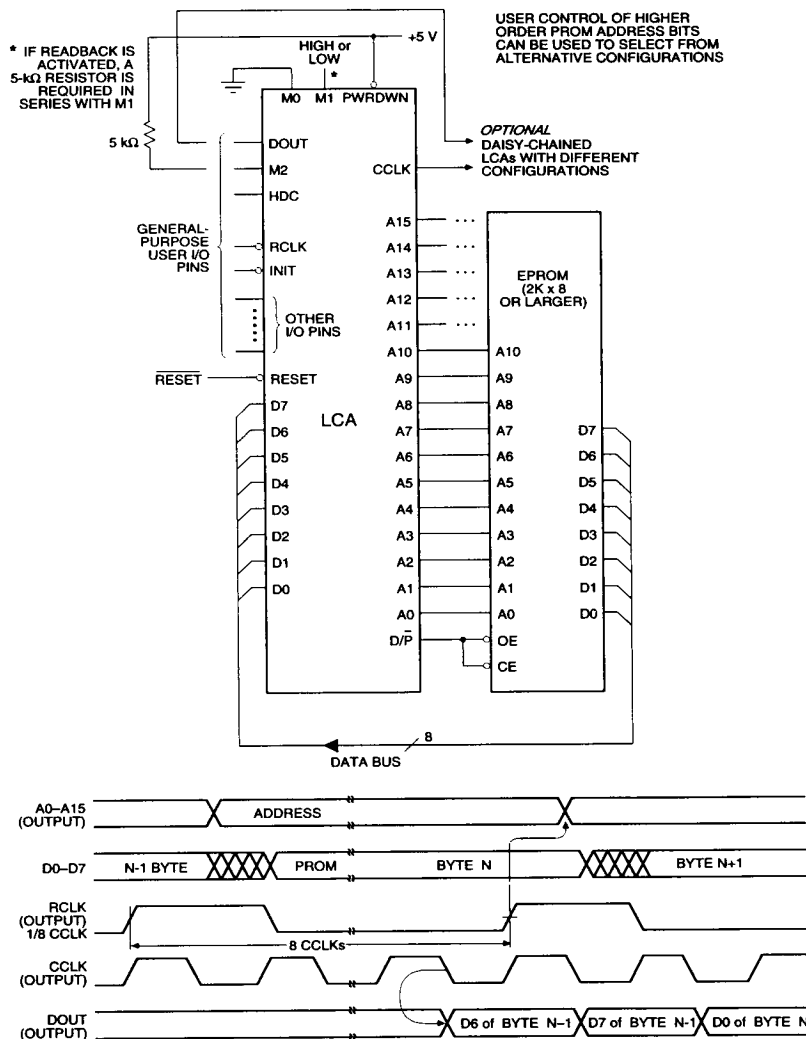 * IF READBACK IS
ACTIVATED, A
5-kΩ RESISTOR IS
REQUIRED IN
SERIES WITH M1
HIGH or
LOW
*
+5 V
USER CONTROL OF HIGHER
ORDER PROM ADDRESS BITS
CAN BE USED TO SELECT FROM
ALTERNATIVE CONFIGURATIONS
M0 M1 PWRDWN
5 kΩ
DOUT
M2
HDC
CCLK
OPTIONAL
DAISY-CHAINED
LCAs WITH DIFFERENT
CONFIGURATIONS
GENERAL-
PURPOSE
USER I/O
PINS
RCLK
INIT
OTHER
I/O PINS
RESET
RESET
D7
D6
D5
D4
D3
D2
D1
D0
LCA
A15 ···
A14 ···
A13 ···
A12 ···
A11 ···
A10
A9
A8
A7
A6
A5
A4
A3
A2
A1
A0
D/P
EPROM
(2K x 8
OR LARGER)
A10
A9
A8
A7
A6
A5
A4
A3
A2
A1
A0
OE
CE
D7
D6
D5
D4
D3
D2
D1
D0
8
DATA BUS
A0–A15
(OUTPUT)
ADDRESS
D0–D7
N-1 BYTE
PROM
BYTE N
BYTE N+1
RCLK
(OUTPUT)
1/8 CCLK
8 CCLKs
CCLK
(OUTPUT)
DOUT
(OUTPUT)
D6 of BYTE N–1
D7 of BYTE N-1
D0 of BYTE N